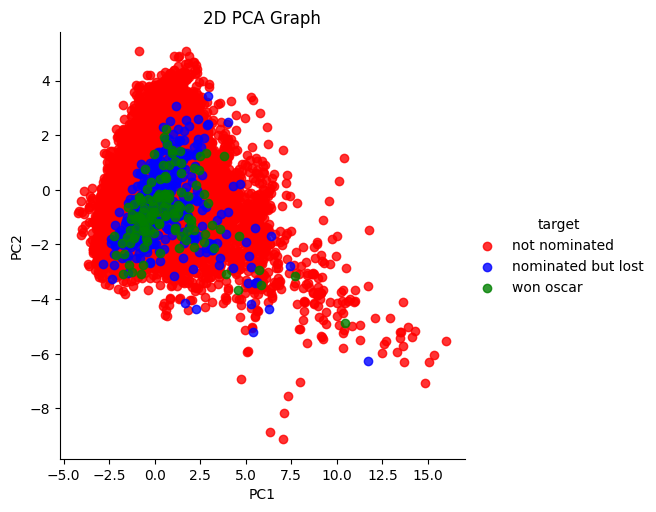 2D PCA Graph
4
2
0
−2
−4
−6
−8
PC2
−5.0 −2.5 0.0 2.5 5.0 7.5 10.0 12.5 15.0
PC1
target
not nominated
nominated but lost
won oscar